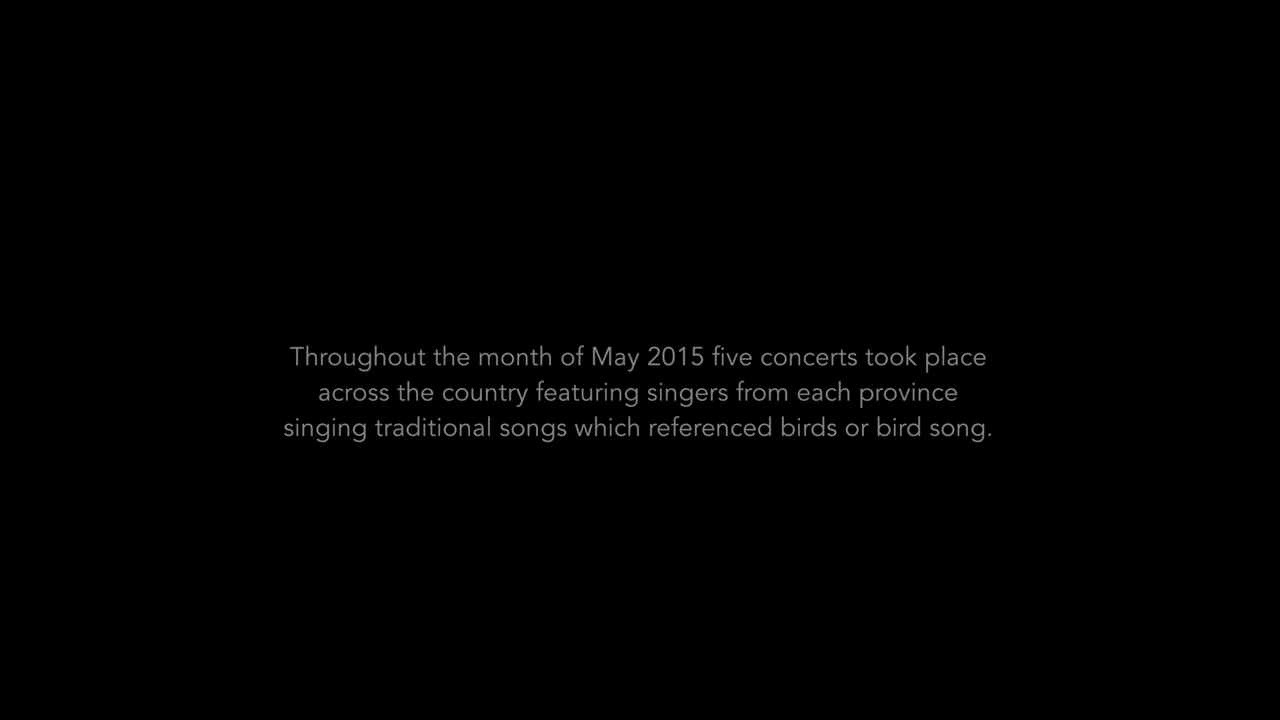 Throughout the month of May 2015 five concerts took place
across the country featuring singers from each province
singing traditional songs which referenced birds or bird song.